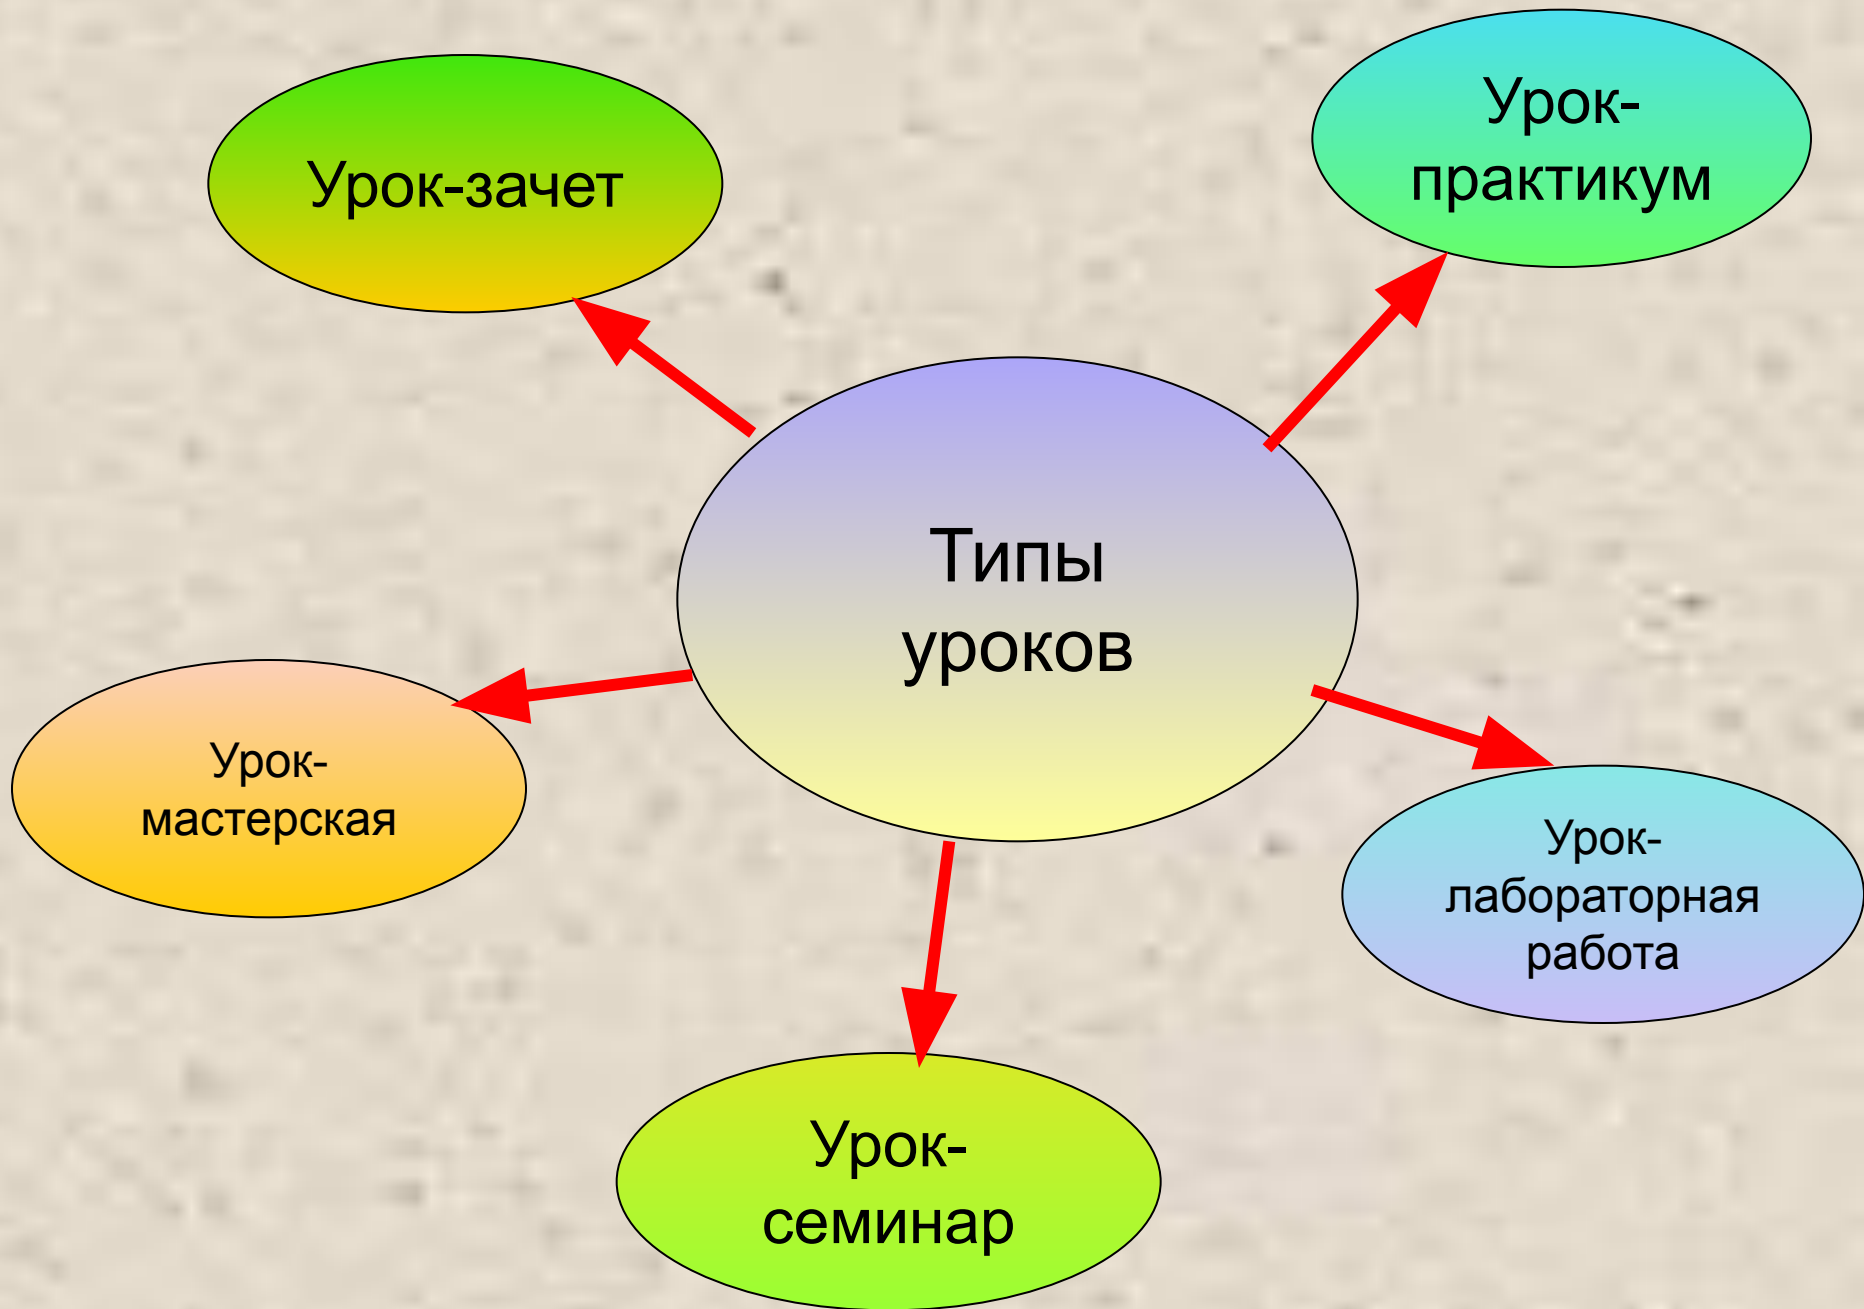 Урок-зачет
Урок-
практикум
Типы
уроков
Урок-
мастерская
Урок-
лабораторная
работа
Урок-
семинар